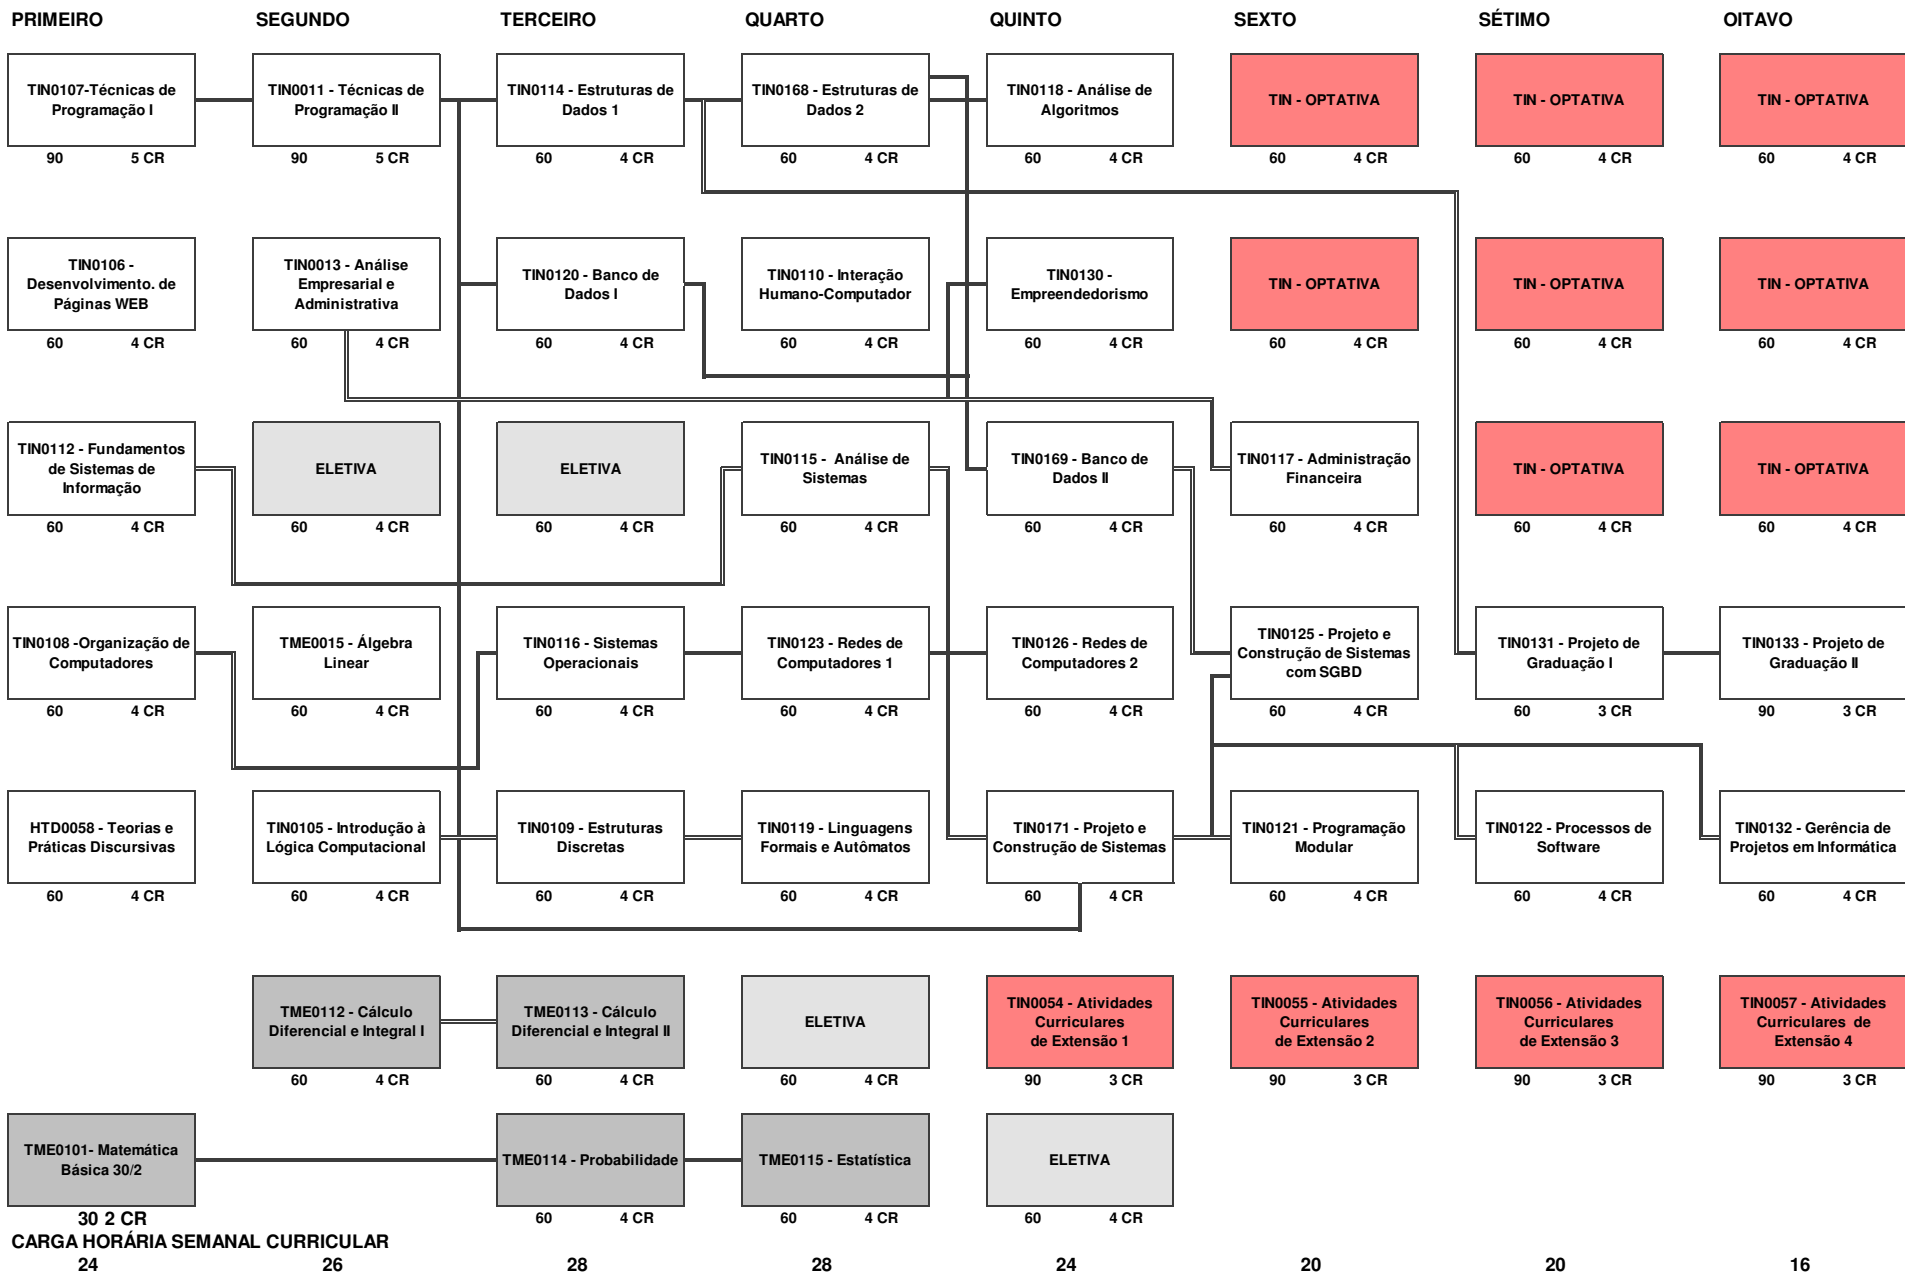 PRIMEIRO SEGUNDO TERCEIRO QUARTO QUINTO SEXTO SÉTIMO OITAVO
TIN0107-Técnicas de
Programação I
90 5 CR
TIN0011 - Técnicas de
Programação II
90 5 CR
TIN0114 - Estruturas de
Dados 1
60 4 CR
TIN0168 - Estruturas de
Dados 2
60 4 CR
TIN0118 - Análise de
Algoritmos
60 4 CR
TIN - OPTATIVA
60 4 CR
TIN - OPTATIVA
60 4 CR
TIN - OPTATIVA
60 4 CR
TIN0106 -
Desenvolvimento. de
Páginas WEB
60 4 CR
TIN0013 - Análise
Empresarial e
Administrativa
60 4 CR
TIN0120 - Banco de
Dados I
60 4 CR
TIN0110 - Interação
Humano-Computador
60 4 CR
TIN0130 -
Empreendedorismo
60 4 CR
TIN - OPTATIVA
60 4 CR
TIN - OPTATIVA
60 4 CR
TIN - OPTATIVA
60 4 CR
TIN0112 - Fundamentos
de Sistemas de
Informação
60 4 CR
ELETIVA
60 4 CR
ELETIVA
60 4 CR
TIN0115 - Análise de
Sistemas
60 4 CR
TIN0169 - Banco de
Dados II
60 4 CR
TIN0117 - Administração
Financeira
60 4 CR
TIN - OPTATIVA
60 4 CR
TIN - OPTATIVA
60 4 CR
TIN0108 -Organização de
Computadores
60 4 CR
TME0015 - Álgebra
Linear
60 4 CR
TIN0116 - Sistemas
Operacionais
60 4 CR
TIN0123 - Redes de
Computadores 1
60 4 CR
TIN0126 - Redes de
Computadores 2
60 4 CR
TIN0125 - Projeto e
Construção de Sistemas
com SGBD
60 4 CR
TIN0131 - Projeto de
Graduação I
60 3 CR
TIN0133 - Projeto de
Graduação II
90 3 CR
HTD0058 - Teorias e
Práticas Discursivas
60 4 CR
TIN0105 - Introdução à
Lógica Computacional
60 4 CR
TIN0109 - Estruturas
Discretas
60 4 CR
TIN0119 - Linguagens
Formais e Autômatos
60 4 CR
TIN0171 - Projeto e
Construção de Sistemas
60 4 CR
TIN0121 - Programação
Modular
60 4 CR
TIN0122 - Processos de
Software
60 4 CR
TIN0132 - Gerência de
Projetos em Informática
60 4 CR
TME0112 - Cálculo
Diferencial e Integral I
60 4 CR
TME0113 - Cálculo
Diferencial e Integral II
60 4 CR
ELETIVA
60 4 CR
TIN0054 - Atividades
Curriculares
de Extensão 1
90 3 CR
TIN0055 - Atividades
Curriculares
de Extensão 2
90 3 CR
TIN0056 - Atividades
Curriculares
de Extensão 3
90 3 CR
TIN0057 - Atividades
Curriculares de
Extensão 4
90 3 CR
TME0101- Matemática
Básica 30/2
30 2 CR
TME0114 - Probabilidade
60 4 CR
TME0115 - Estatística
60 4 CR
ELETIVA
60 4 CR
CARGA HORÁRIA SEMANAL CURRICULAR
24 26 28 28 24 20 20 16